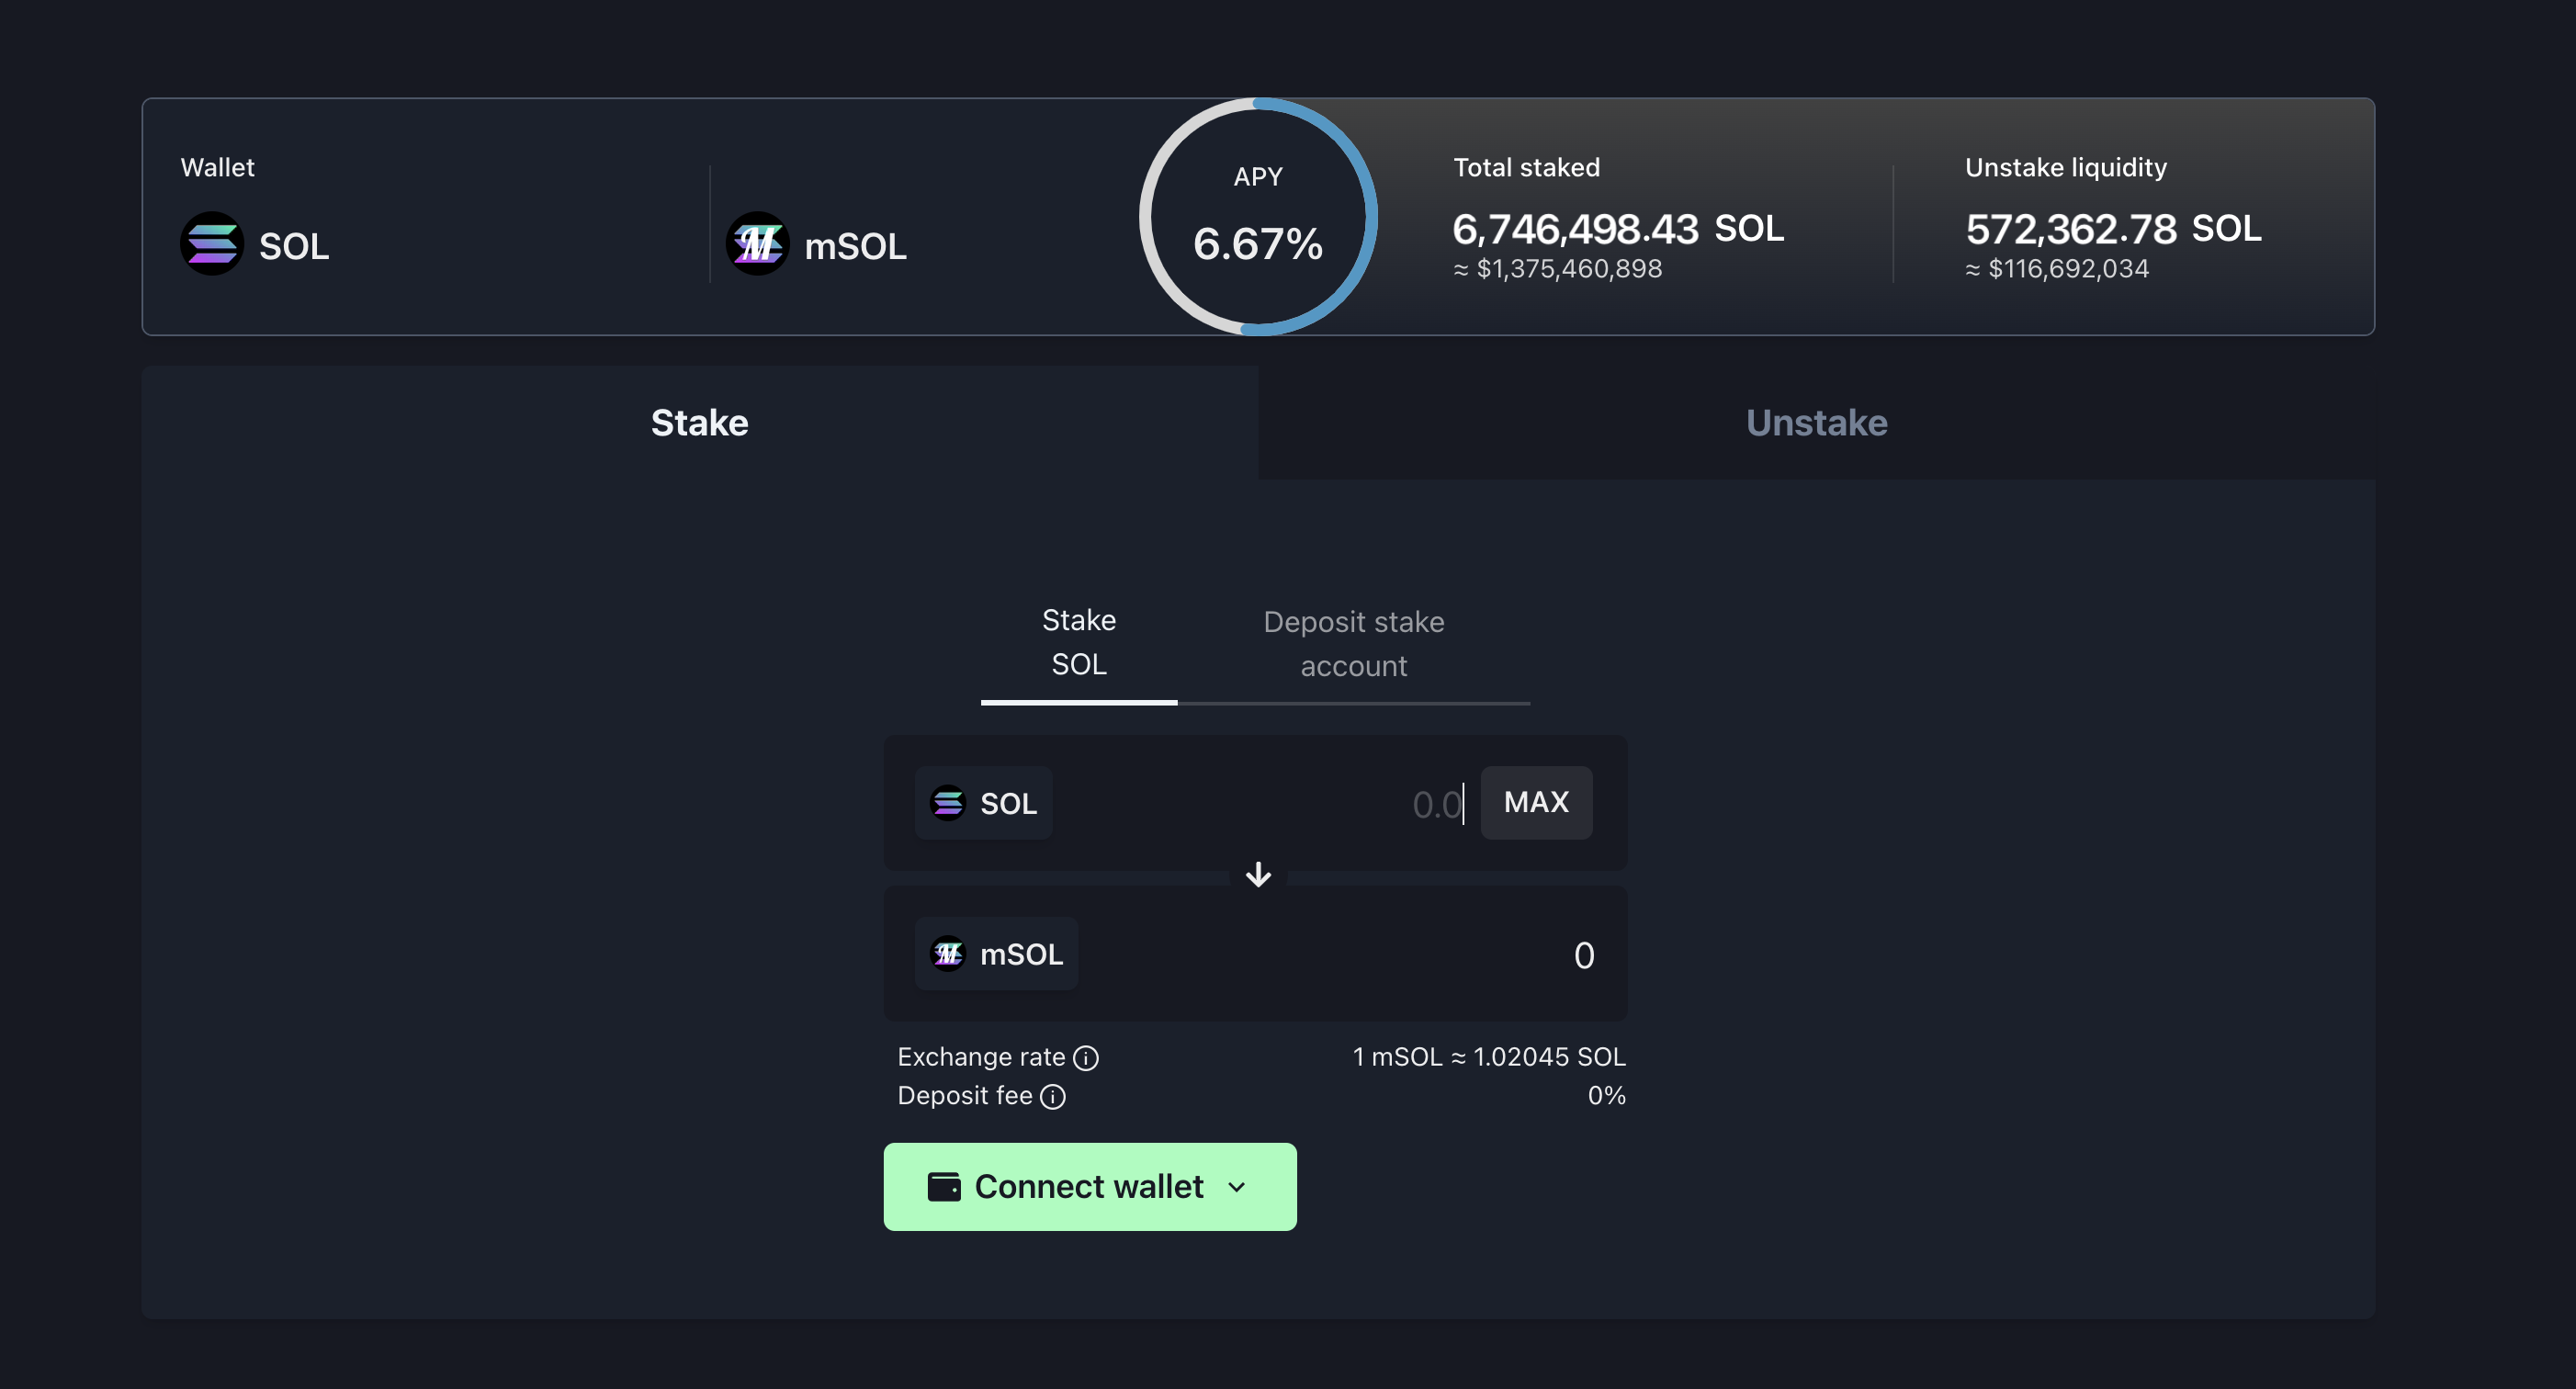 Wallet
SOL
mSOL
APY
6.67%
Total staked
6,746,498.43 SOL
≈ $1,375,460,898
Unstake liquidity
572,362.78 SOL
≈ $116,692,034
Stake
Unstake
Stake
SOL
Deposit stake
account
SOL
0.0
MAX
mSOL
0
Exchange rate
1 mSOL ≈ 1.02045 SOL
Deposit fee
0%
Connect wallet